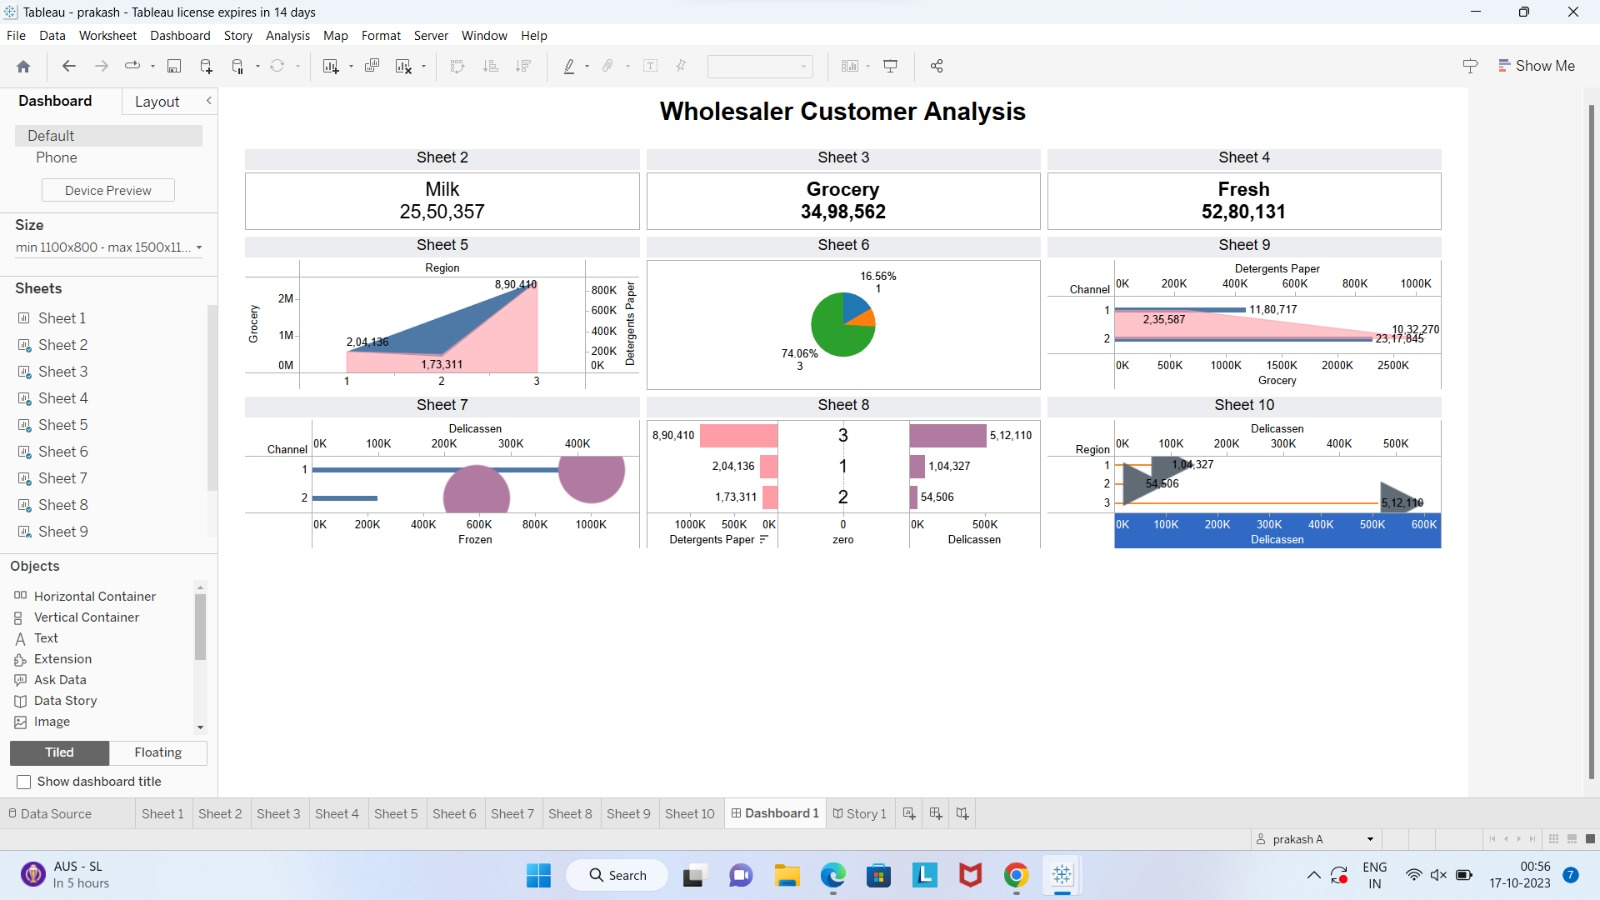 Tableau - prakash - Tableau license expires in 14 days
File Data Worksheet Dashboard Story Analysis Map Format Server Window Help
Show Me
Dashboard Layout
Default
Phone
Device Preview
Size
min 1100x800 - max 1500x11...
Sheets
Sheet 1
Sheet 2
Sheet 3
Sheet 4
Sheet 5
Sheet 6
Sheet 7
Sheet 8
Sheet 9
Objects
Horizontal Container
Vertical Container
Text
Extension
Ask Data
Data Story
Image
Tiled Floating
Show dashboard title
Wholesaler Customer Analysis
Sheet 2
Milk
25,50,357
Sheet 3
Grocery
34,98,562
Sheet 4
Fresh
52,80,131
Sheet 5
Region
Grocery
2M
1M
0M
8,90,410
2,04,136
1,73,311
800K
600K
400K
200K
0K
Detergents Paper
1 2 3
Sheet 6
16.56%
1
74.06%
3
Sheet 9
Detergents Paper
Channel 0K 200K 400K 600K 800K 1000K
1 11,80,717
2,35,587
10,32,270
2 23,17,845
0K 500K 1000K 1500K 2000K 2500K
Grocery
Sheet 7
Delicassen
Channel 0K 100K 200K 300K 400K
1
2
0K 200K 400K 600K 800K 1000K
Frozen
Sheet 8
8,90,410 3 5,12,110
2,04,136 1 1,04,327
1,73,311 2 54,506
1000K 500K 0K 0 0K 500K
Detergents Paper zero Delicassen
Sheet 10
Delicassen
Region 0K 100K 200K 300K 400K 500K
1 1,04,327
2 54,506
3 5,12,110
0K 100K 200K 300K 400K 500K 600K
Delicassen
Data Source Sheet 1 Sheet 2 Sheet 3 Sheet 4 Sheet 5 Sheet 6 Sheet 7 Sheet 8 Sheet 9 Sheet 10 Dashboard 1 Story 1
prakash A
AUS - SL
In 5 hours
Search
L
ENG
IN
00:56
17-10-2023
7